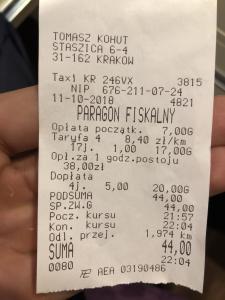 TOMASZ KOHUT
STASZICA 6-4
31-162 KRAKOW
Taxi KR 246VX 3815
NIP 676-211-07-24
11-10-2018 4821
PARAGON FISKALNY
Opłata początk. 7,00G
Taryfa 4 8,40 zł/km
17j. 1,00 17,00G
Opł.za 1 godz.postoju
38,00zł
Dopłata
4j. 5,00 20,00G
PODSUMA 44,00
SP.ZW.G 44,00
Pocz. kursu 21:57
Kon. kursu 22:04
Odl. przej. 1,974 km
SUMA 44,00
0080 22:04
AEA 03190486